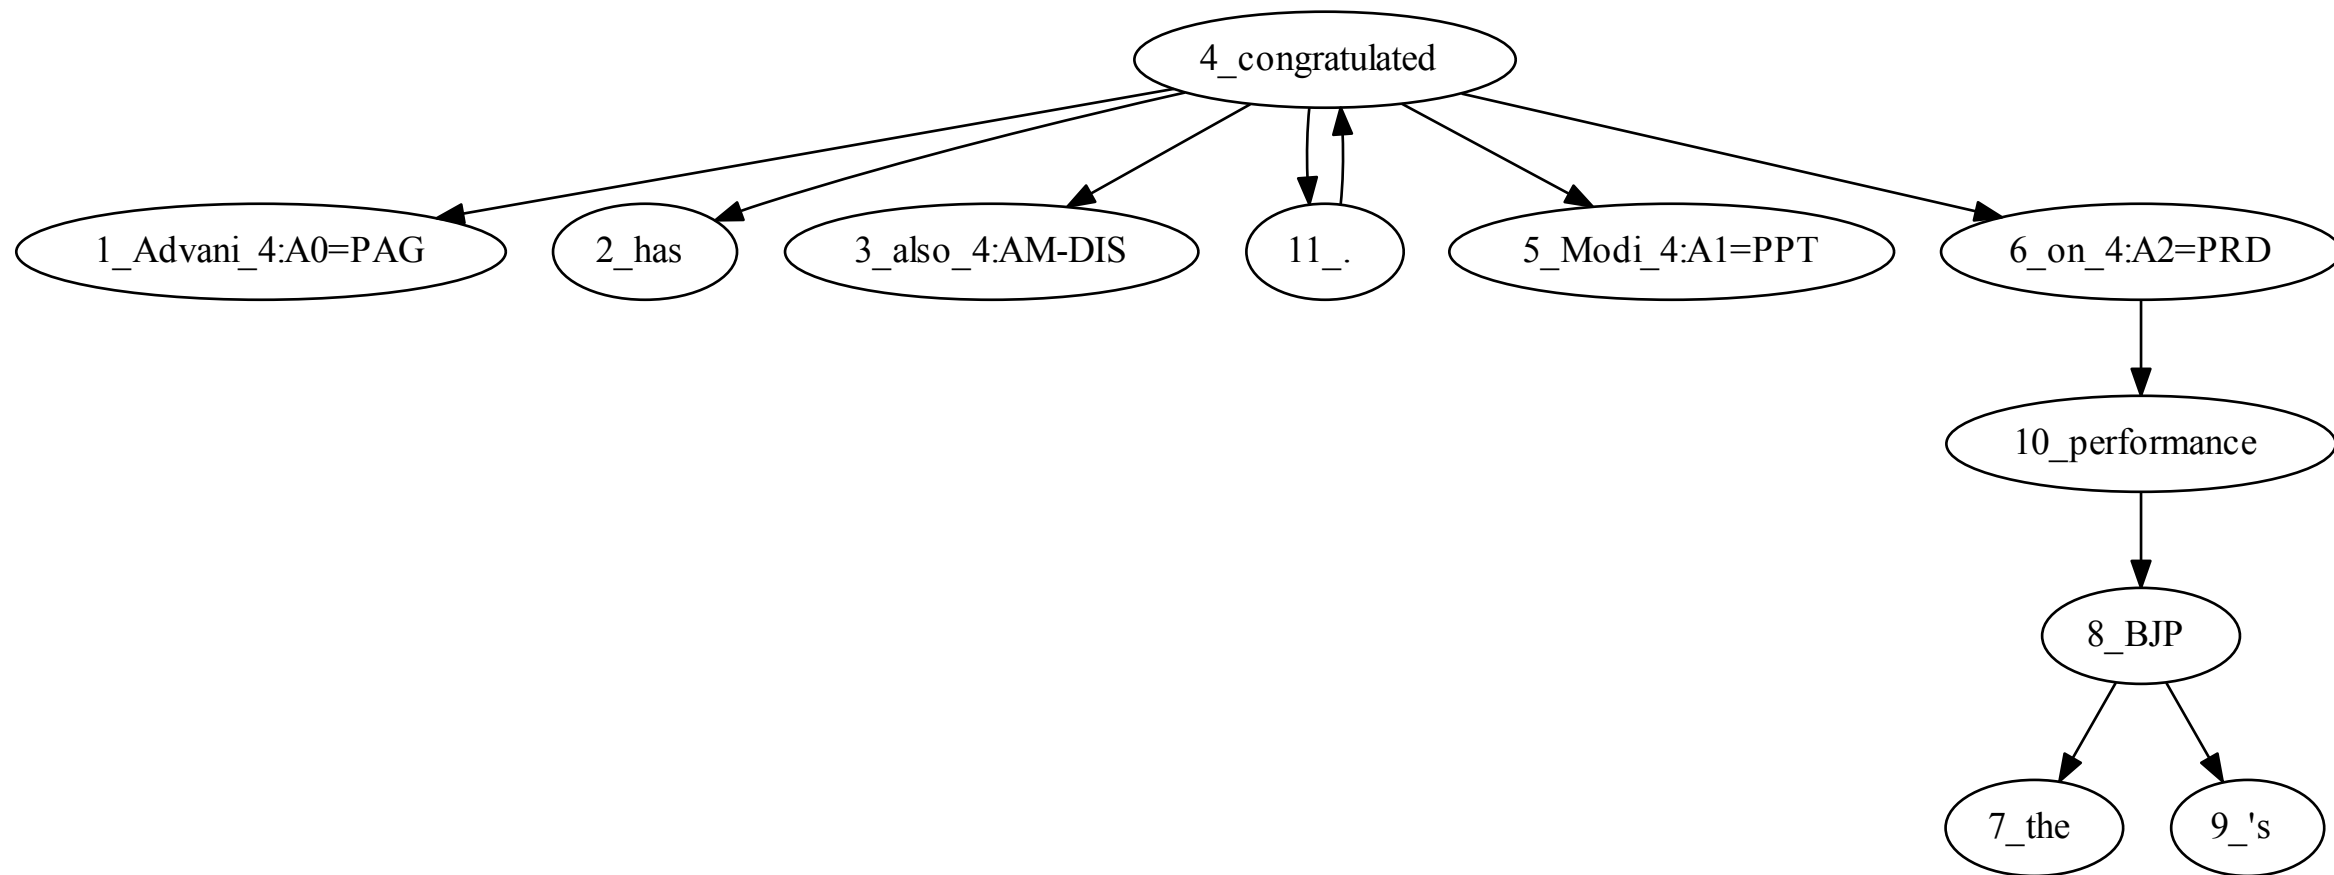 4_congratulated
1_Advani_4:A0=PAG
2_has
3_also_4:AM-DIS
11_.
5_Modi_4:A1=PPT
6_on_4:A2=PRD
10_performance
8_BJP
7_the
9_'s